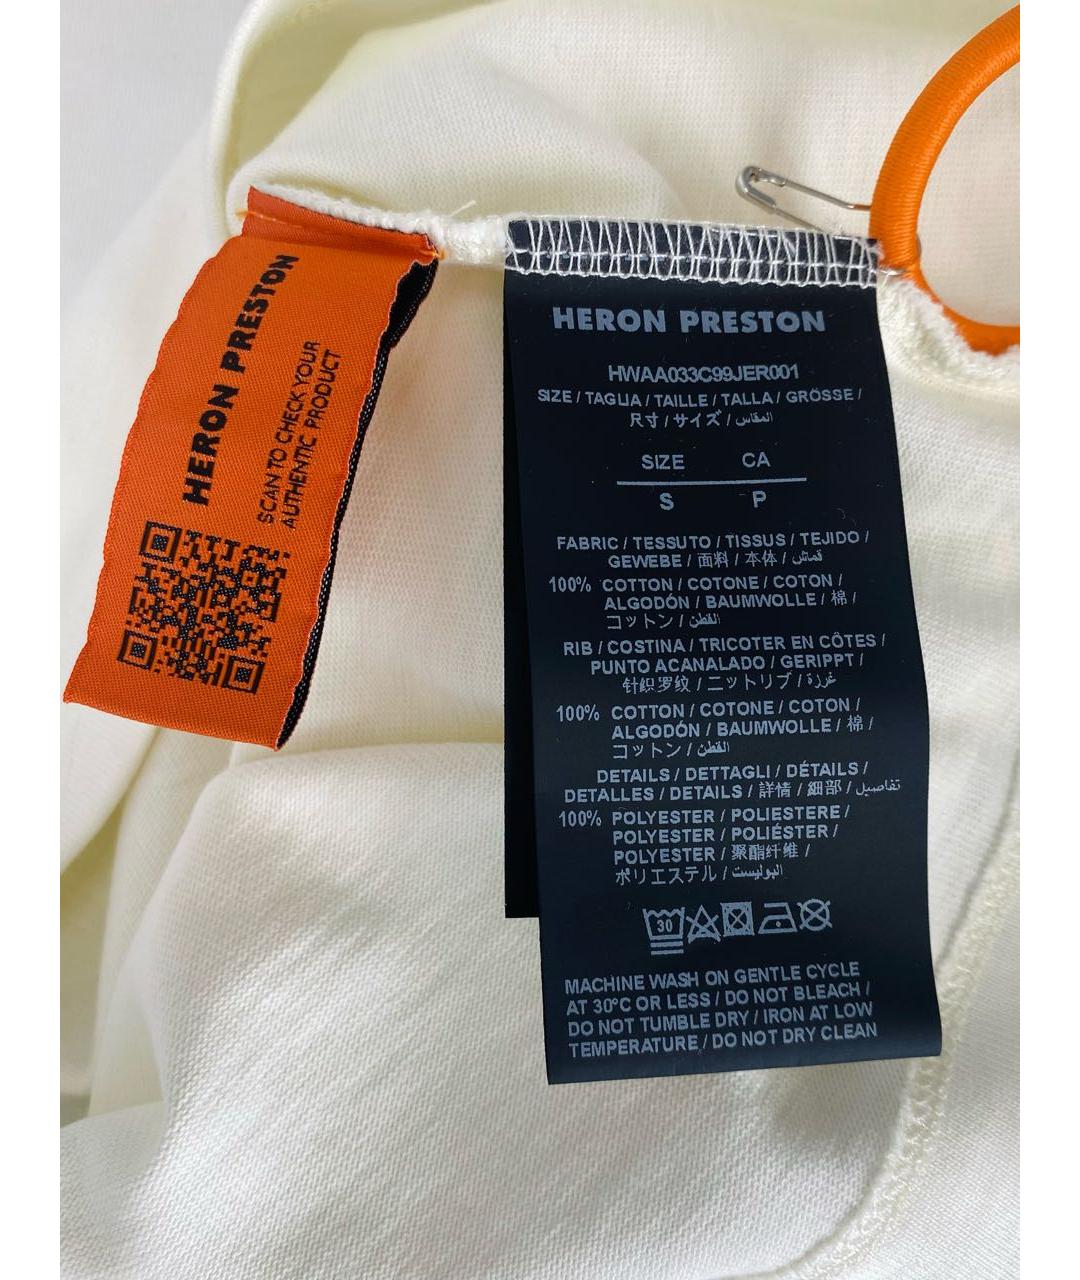 HERON PRESTON
SCAN TO CHECK YOUR
AUTHENTIC PRODUCT
HERON PRESTON
HWAA033C99JER001
SIZE / TAGLIA / TAILLE / TALLA / GRÖSSE /
尺寸 / サイズ / المقاس
SIZE CA
S P
FABRIC / TESSUTO / TISSUS / TEJIDO /
GEWEBE / 面料 / 本体 / قماش
100% COTTON / COTONE / COTON /
ALGODÓN / BAUMWOLLE / 棉 /
コットン / القطن
RIB / COSTINA / TRICOTER EN CÔTES /
PUNTO ACANALADO / GERIPPT /
针织罗纹 / ニットリブ / غرزة
100% COTTON / COTONE / COTON /
ALGODÓN / BAUMWOLLE / 棉 /
コットン / القطن
DETAILS / DETTAGLI / DÉTAILS /
DETALLES / DETAILS / 詳情 / 細部 / تفاصيل
100% POLYESTER / POLIESTERE /
POLYESTER / POLIÉSTER /
POLYESTER / 聚酯纤维 /
ポリエステル / البوليستر
30
MACHINE WASH ON GENTLE CYCLE
AT 30°C OR LESS / DO NOT BLEACH /
DO NOT TUMBLE DRY / IRON AT LOW
TEMPERATURE / DO NOT DRY CLEAN